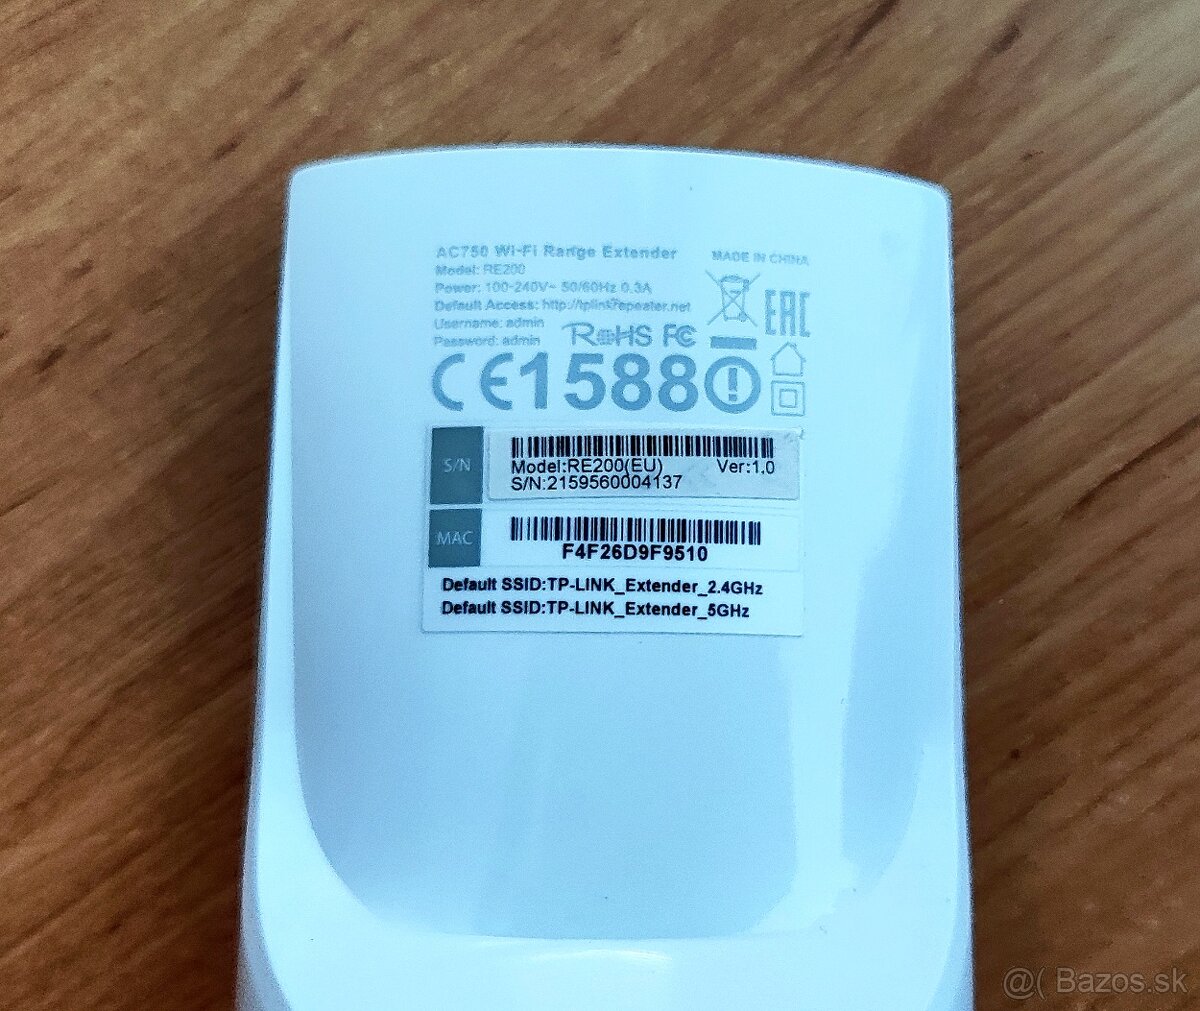 AC750 Wi-Fi Range Extender
MADE IN CHINA
Model: RE200
Power: 100-240V~ 50/60Hz 0.3A
Default Access: http://tplinkrepeater.net
Username: admin
Password: admin
RoHS FC
EAC
CE1588
S/N
Model:RE200(EU) Ver:1.0
S/N:2159560004137
MAC
F4F26D9F9510
Default SSID:TP-LINK_Extender_2.4GHz
Default SSID:TP-LINK_Extender_5GHz
@( Bazos.sk